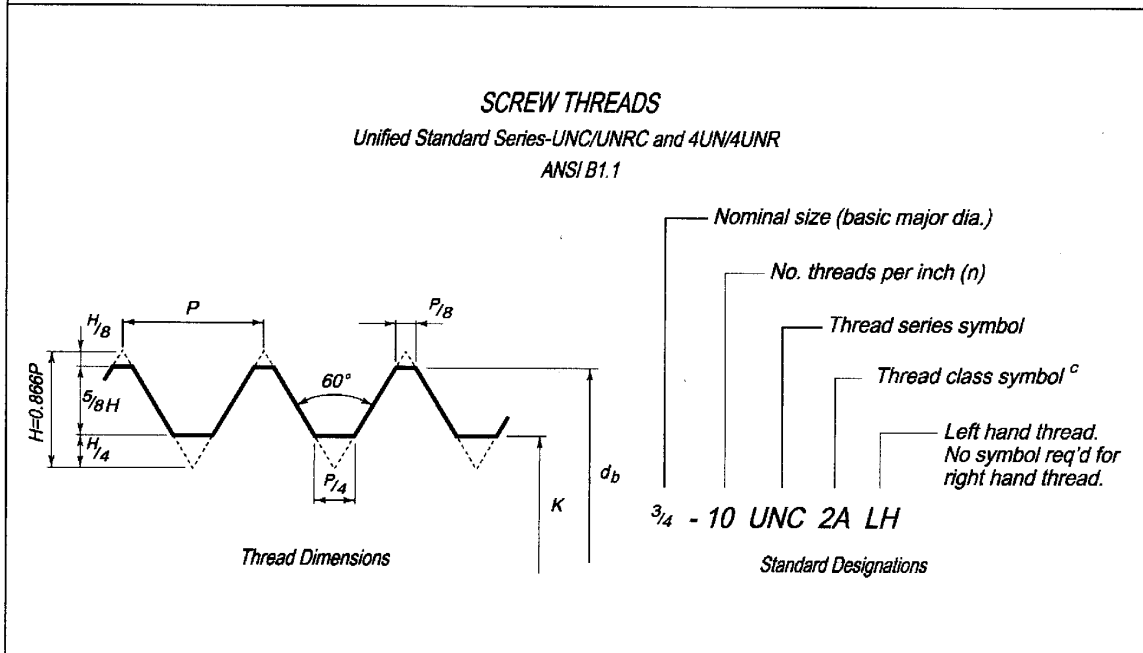 SCREW THREADS
Unified Standard Series-UNC/UNRC and 4UN/4UNR
ANSI B1.1
Nominal size (basic major dia.)
No. threads per inch (n)
Thread series symbol
Thread class symbol c
Left hand thread.
No symbol req'd for
right hand thread.
3/4 - 10 UNC 2A LH
Standard Designations
H/8
P
P/8
H=0.866P
5/8H
60°
H/4
P/4
K
db
Thread Dimensions